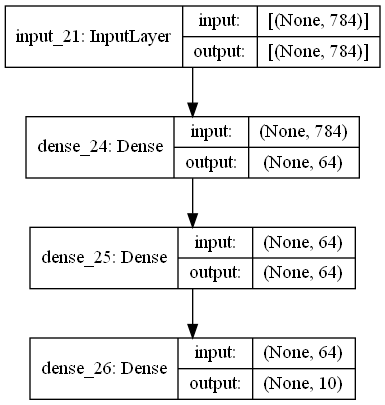 input_21: InputLayer
input: [(None, 784)]
output: [(None, 784)]
dense_24: Dense
input: (None, 784)
output: (None, 64)
dense_25: Dense
input: (None, 64)
output: (None, 64)
dense_26: Dense
input: (None, 64)
output: (None, 10)